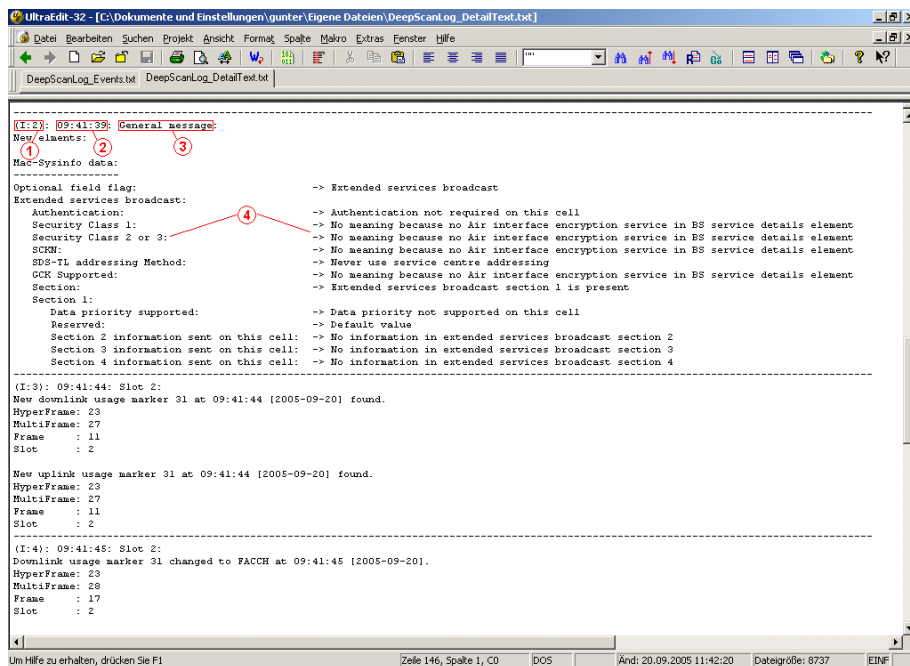 UltraEdit-32 - [C:\Dokumente und Einstellungen\gunter\Eigene Dateien\DeepScanLog_DetailText.txt]
Datei Bearbeiten Suchen Projekt Ansicht Format Spalte Makro Extras Fenster Hilfe
DeepScanLog_Events.txt DeepScanLog_DetailText.txt
(I:2): 09:41:39: General message:
New elments:
1 2 3
Mac-Sysinfo data:
-----------------
Optional field flag: -> Extended services broadcast
Extended services broadcast:
Authentication: -> Authentication not required on this cell
4
Security Class 1: -> No meaning because no Air interface encryption service in BS service details element
Security Class 2 or 3: -> No meaning because no Air interface encryption service in BS service details element
SCKN: -> No meaning because no Air interface encryption service in BS service details element
SDS-TL addressing Method: -> Never use service centre addressing
GCK Supported: -> No meaning because no Air interface encryption service in BS service details element
Section: -> Extended services broadcast section 1 is present
Section 1:
Data priority supported: -> Data priority not supported on this cell
Reserved: -> Default value
Section 2 information sent on this cell: -> No information in extended services broadcast section 2
Section 3 information sent on this cell: -> No information in extended services broadcast section 3
Section 4 information sent on this cell: -> No information in extended services broadcast section 4
(I:3): 09:41:44: Slot 2:
New downlink usage marker 31 at 09:41:44 [2005-09-20] found.
HyperFrame: 23
MultiFrame: 27
Frame : 11
Slot : 2
New uplink usage marker 31 at 09:41:44 [2005-09-20] found.
HyperFrame: 23
MultiFrame: 27
Frame : 11
Slot : 2
(I:4): 09:41:45: Slot 2:
Downlink usage marker 31 changed to FACCH at 09:41:45 [2005-09-20].
HyperFrame: 23
MultiFrame: 28
Frame : 17
Slot : 2
Um Hilfe zu erhalten, drücken Sie F1 Zeile 146, Spalte 1, C0 DOS Änd: 20.09.2005 11:42:20 Dateigröße: 8737 EINF